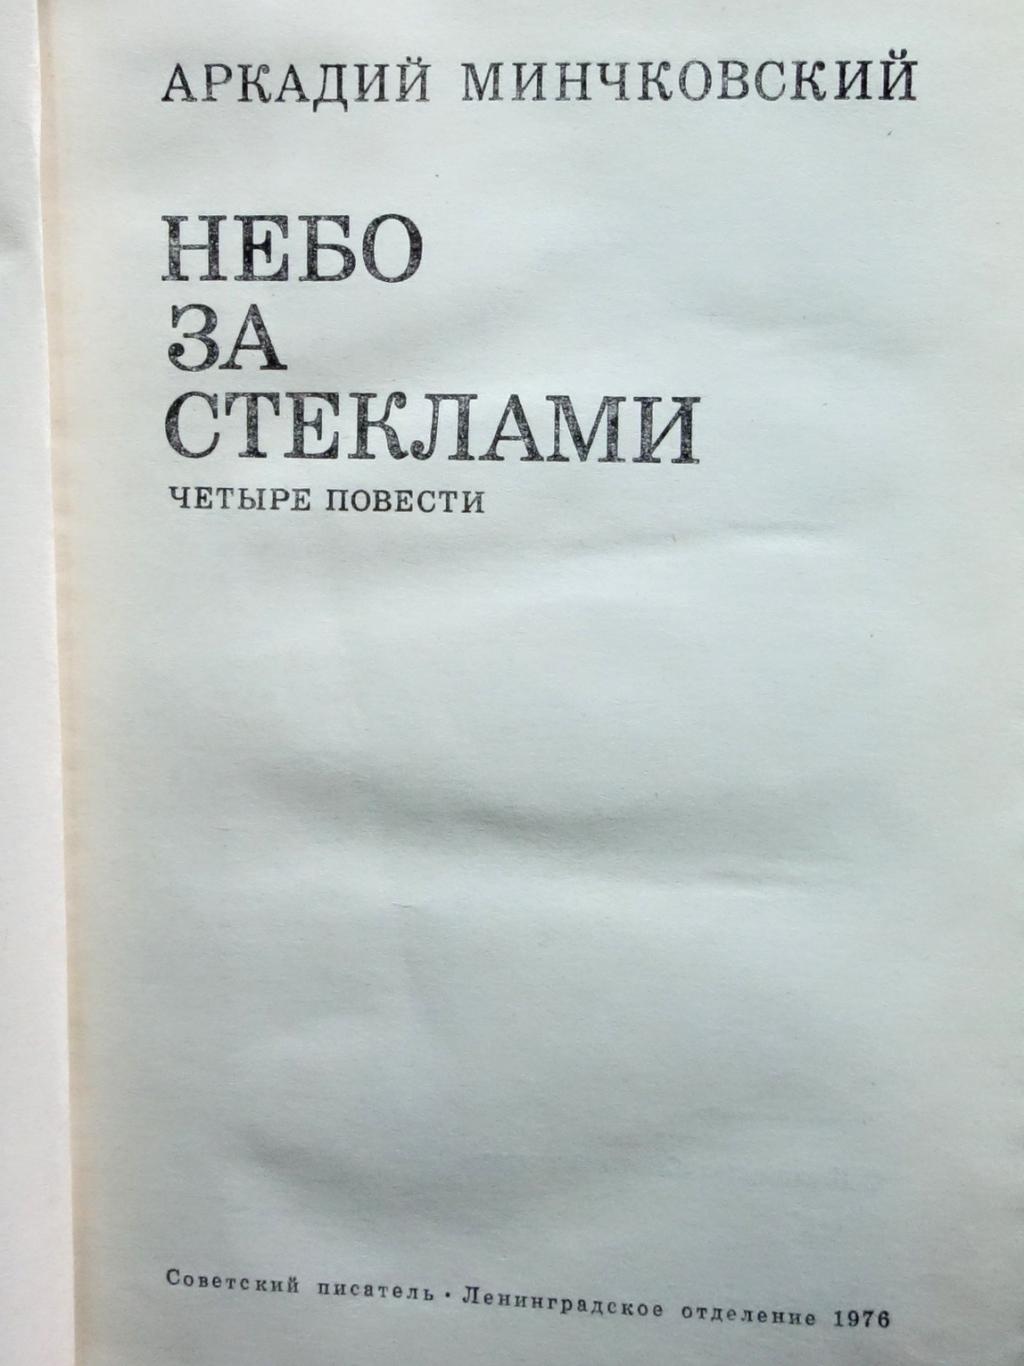 АРКАДИЙ МИНЧКОВСКИЙ
НЕБО
ЗА
СТЕКЛАМИ
ЧЕТЫРЕ ПОВЕСТИ
Советский писатель · Ленинградское отделение 1976